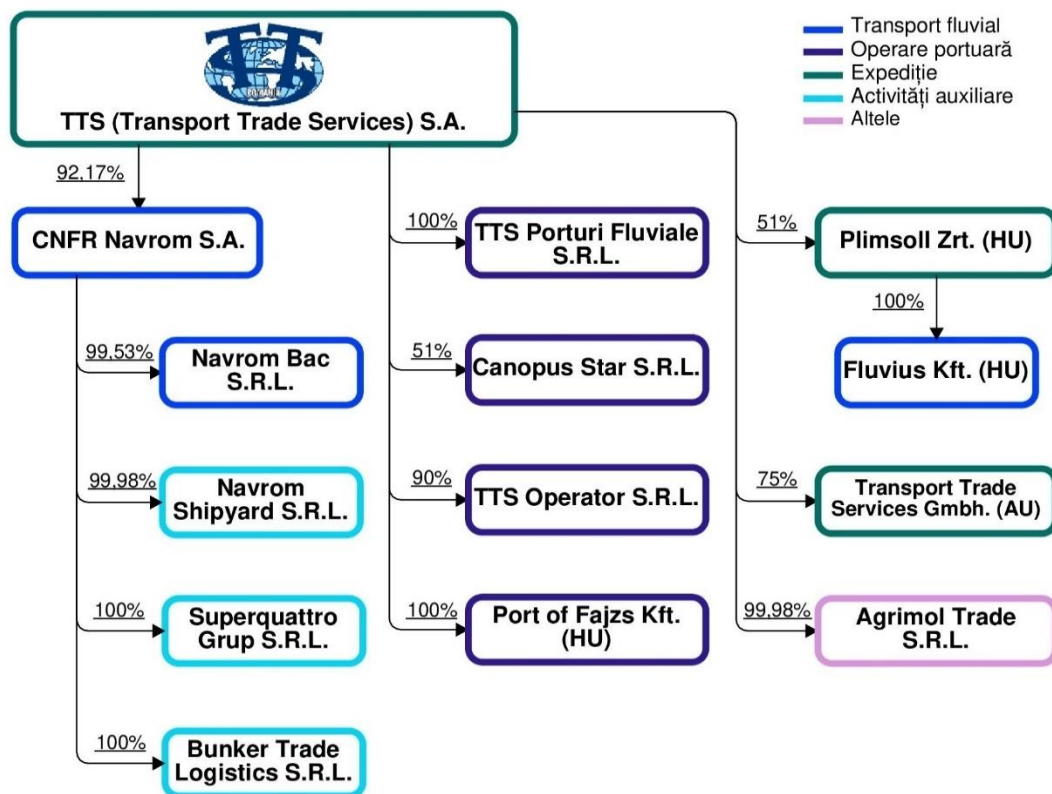 ROMANIA
TTS (Transport Trade Services) S.A.
Transport fluvial
Operare portuară
Expediție
Activități auxiliare
Altele
92,17%
CNFR Navrom S.A.
99,53%
Navrom Bac
S.R.L.
99,98%
Navrom
Shipyard S.R.L.
100%
Superquattro
Grup S.R.L.
100%
Bunker Trade
Logistics S.R.L.
100%
TTS Porturi Fluviale
S.R.L.
51%
Canopus Star S.R.L.
90%
TTS Operator S.R.L.
100%
Port of Fajzs Kft.
(HU)
51%
Plimsoll Zrt. (HU)
100%
Fluvius Kft. (HU)
75%
Transport Trade
Services Gmbh. (AU)
99,98%
Agrimol Trade
S.R.L.